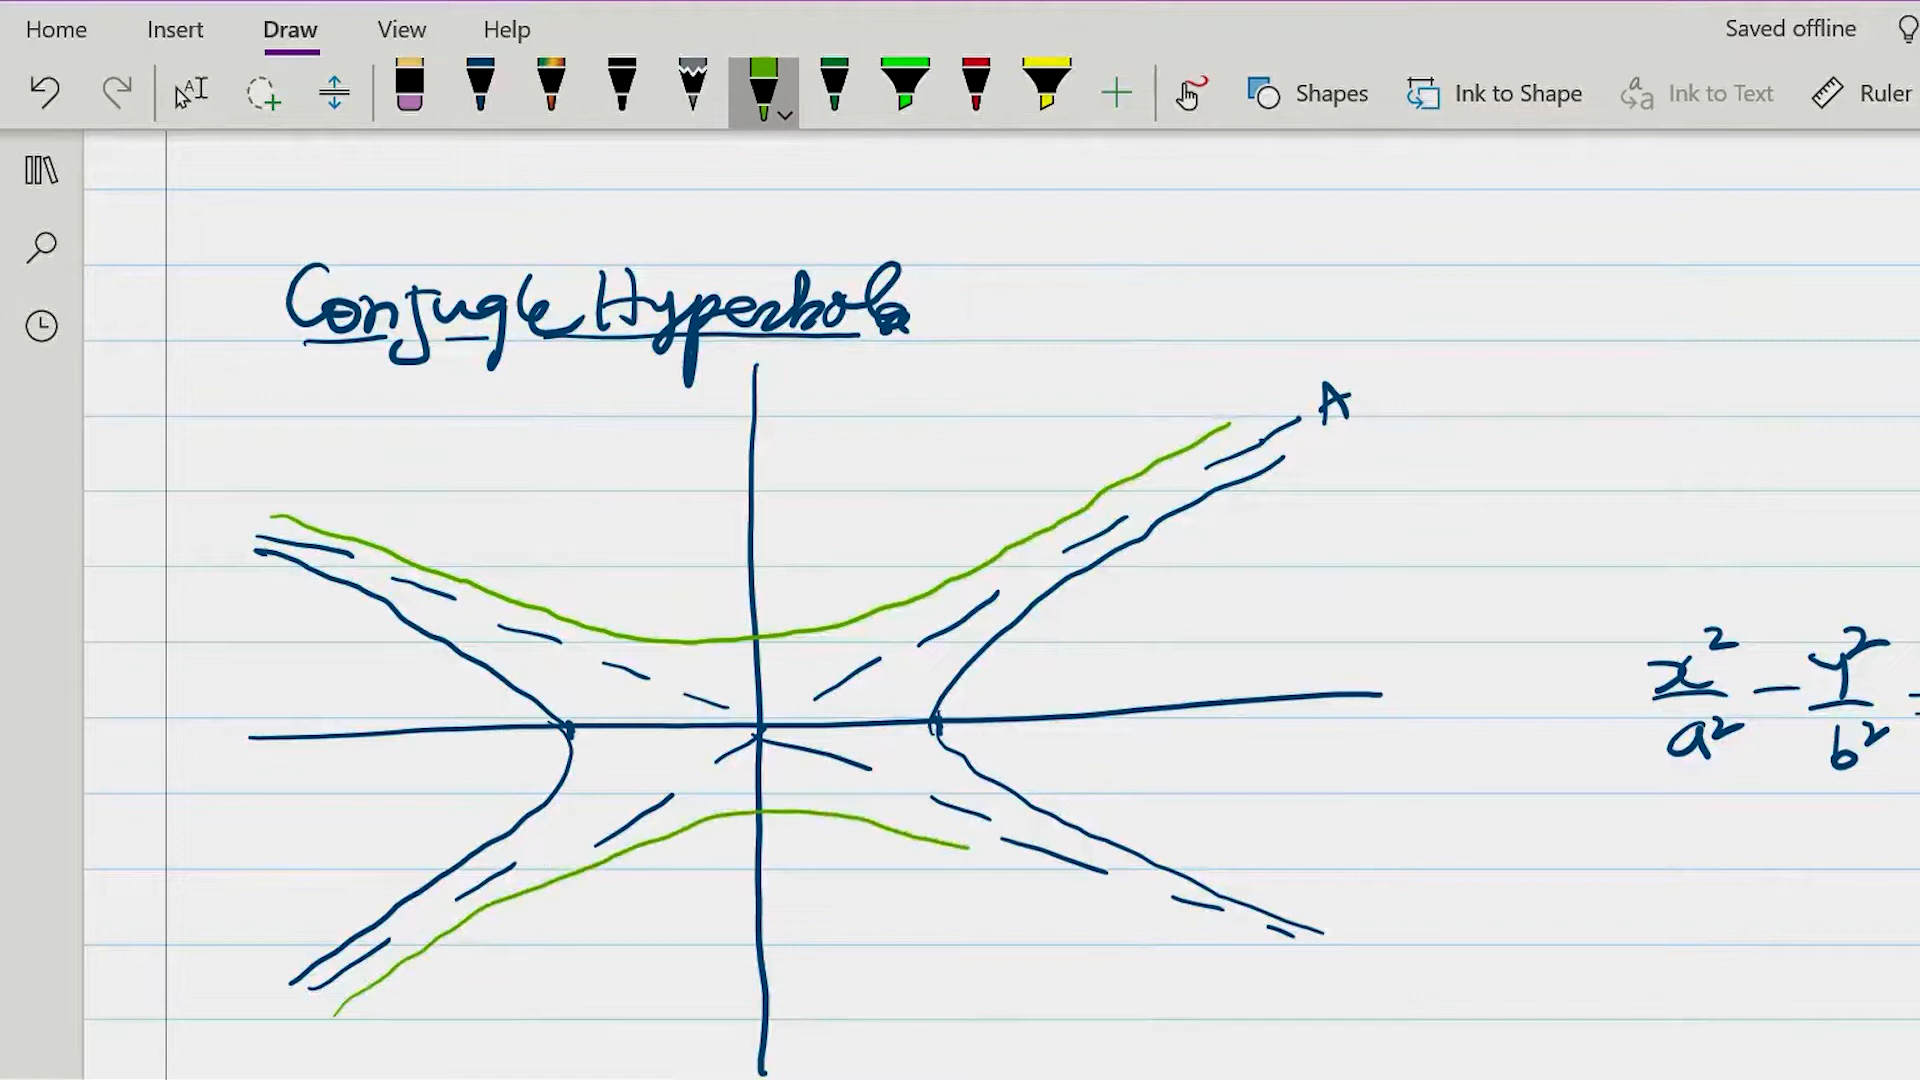 Home Insert Draw View Help Saved offline
Shapes Ink to Shape Ink to Text Ruler
Conjugle Hyperbola
A
x²/a² - y²/b² =